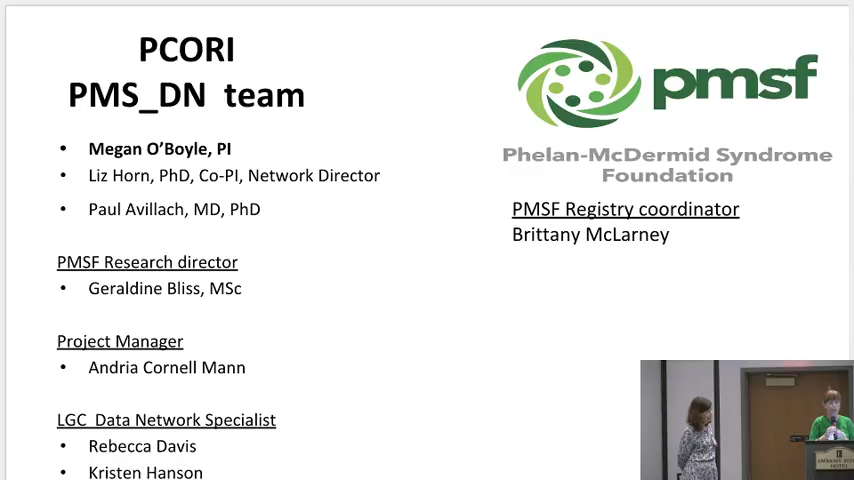 PCORI
PMS_DN team
• Megan O'Boyle, PI
• Liz Horn, PhD, Co-PI, Network Director
• Paul Avillach, MD, PhD
PMSF Research director
• Geraldine Bliss, MSc
Project Manager
• Andria Cornell Mann
LGC Data Network Specialist
• Rebecca Davis
• Kristen Hanson
pmsf
Phelan-McDermid Syndrome
Foundation
PMSF Registry coordinator
Brittany McLarney